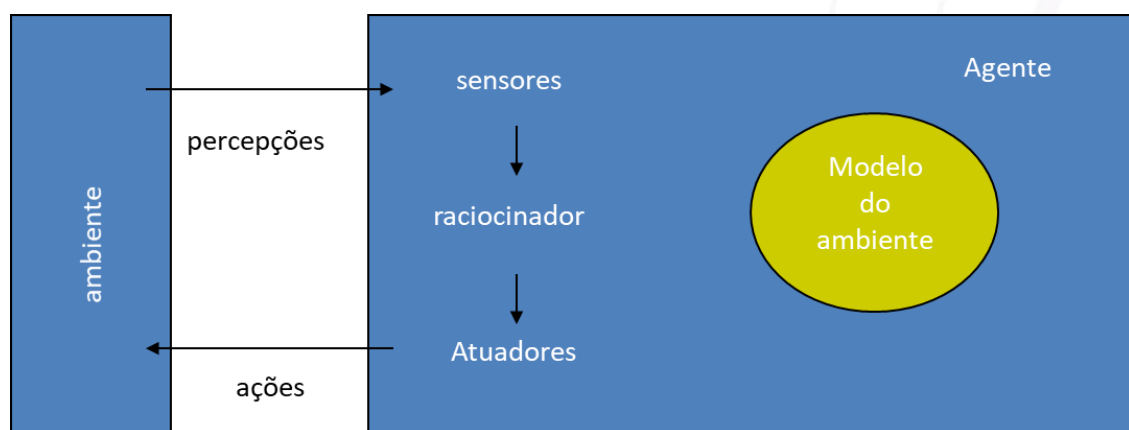 ambiente
percepções
ações
sensores
raciocinador
Atuadores
Agente
Modelo
do
ambiente